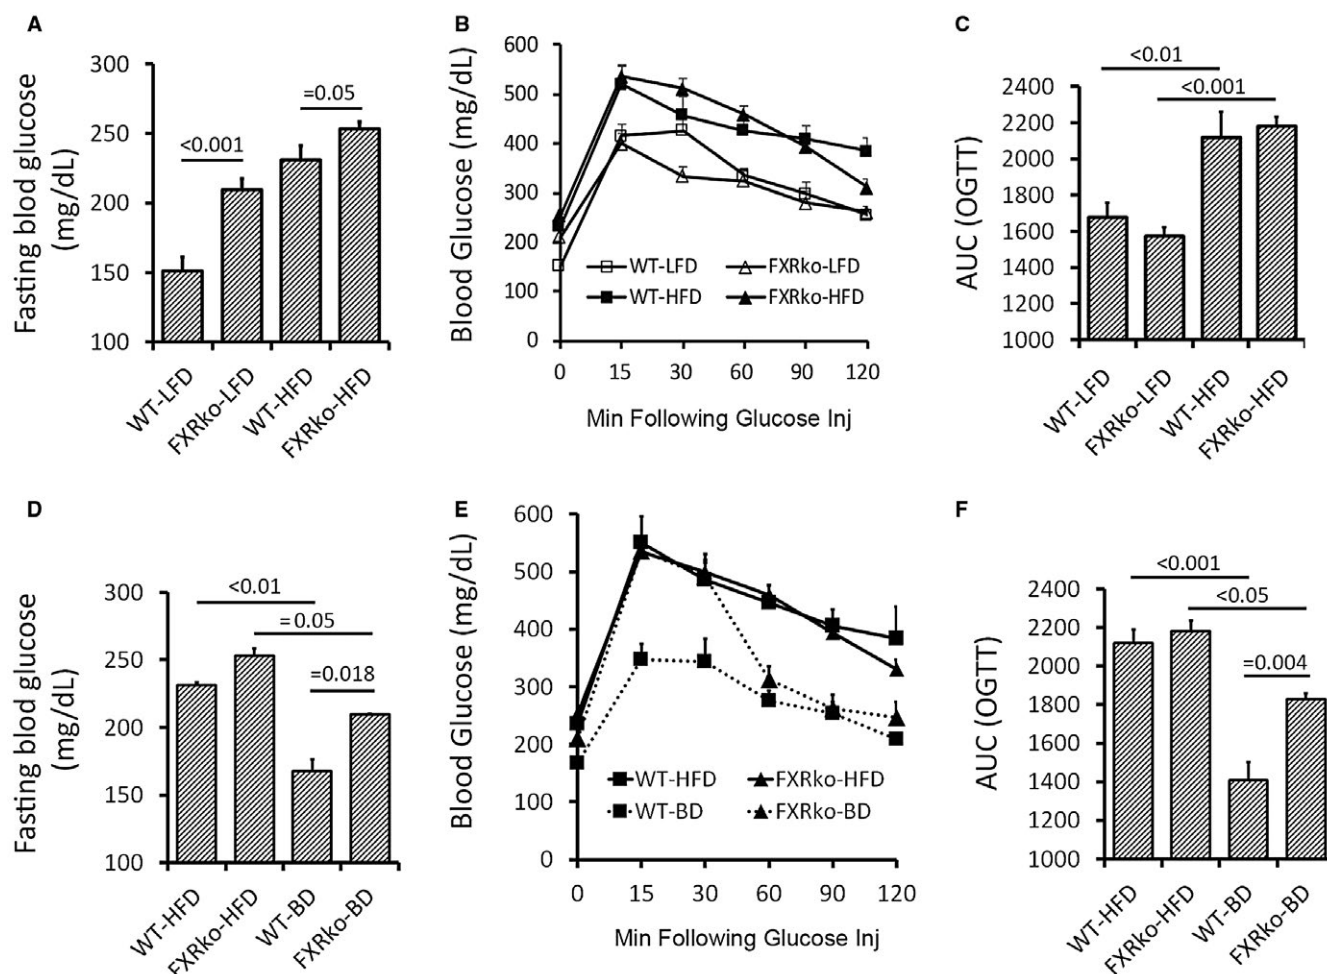 A
Fasting blood glucose
(mg/dL)
300
250
200
150
100
<0.001
=0.05
WT-LFD
FXRko-LFD
WT-HFD
FXRko-HFD
B
Blood Glucose (mg/dL)
600
500
400
300
200
100
0
WT-LFD
FXRko-LFD
WT-HFD
FXRko-HFD
0 15 30 60 90 120
Min Following Glucose Inj
C
AUC (OGTT)
2400
2200
2000
1800
1600
1400
1200
1000
<0.01
<0.001
WT-LFD
FXRko-LFD
WT-HFD
FXRko-HFD
D
Fasting blod glucose
(mg/dL)
300
250
200
150
100
<0.01
= 0.05
=0.018
WT-HFD
FXRko-HFD
WT-BD
FXRko-BD
E
Blood Glucose (mg/dL)
600
500
400
300
200
100
0
WT-HFD
FXRko-HFD
WT-BD
FXRko-BD
0 15 30 60 90 120
Min Following Glucose Inj
F
AUC (OGTT)
2400
2200
2000
1800
1600
1400
1200
1000
<0.001
<0.05
=0.004
WT-HFD
FXRko-HFD
WT-BD
FXRko-BD